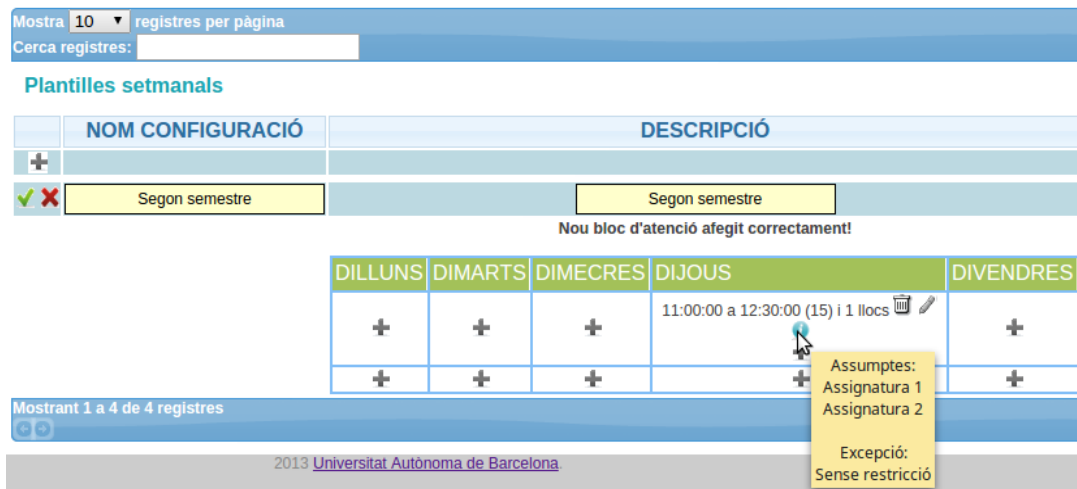 Mostra 10 registres per pàgina
Cerca registres:
Plantilles setmanals
NOM CONFIGURACIÓ DESCRIPCIÓ
Segon semestre Segon semestre
Nou bloc d'atenció afegit correctament!
DILLUNS DIMARTS DIMECRES DIJOUS DIVENDRES
11:00:00 a 12:30:00 (15) i 1 llocs
Assumptes:
Assignatura 1
Assignatura 2
Excepció:
Sense restricció
Mostrant 1 a 4 de 4 registres
2013 Universitat Autònoma de Barcelona.